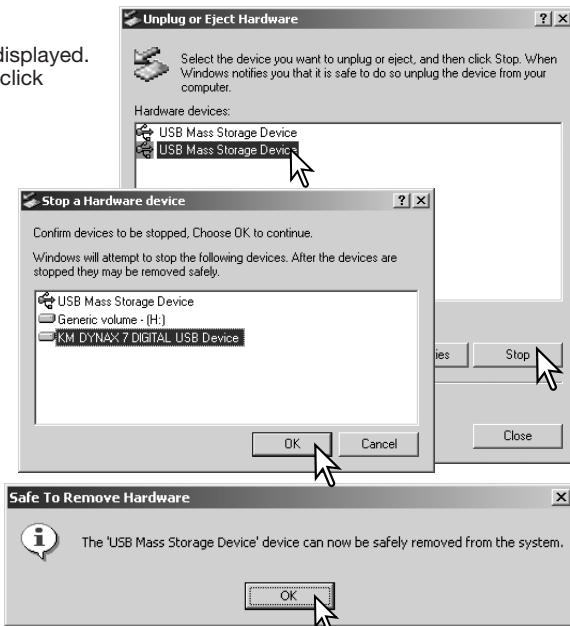 displayed.
click
Unplug or Eject Hardware
Select the device you want to unplug or eject, and then click Stop. When
Windows notifies you that it is safe to do so unplug the device from your
computer.
Hardware devices:
USB Mass Storage Device
USB Mass Storage Device
Stop a Hardware device
Confirm devices to be stopped, Choose OK to continue.
Windows will attempt to stop the following devices. After the devices are
stopped they may be removed safely.
USB Mass Storage Device
Generic volume - (H:)
KM DYNAX 7 DIGITAL USB Device
ies
Stop
OK
Cancel
Close
Safe To Remove Hardware
The 'USB Mass Storage Device' device can now be safely removed from the system.
OK